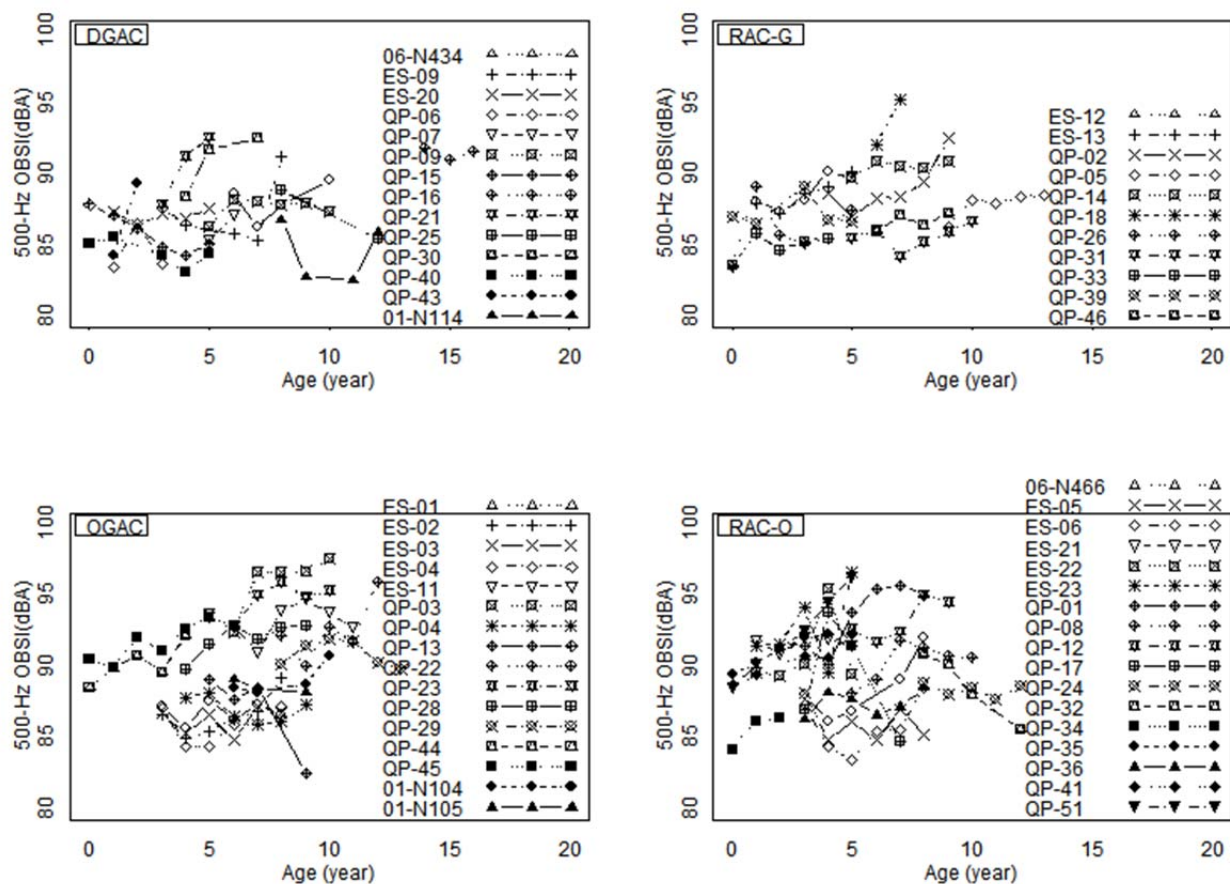 DGAC
500-Hz OBSI(dBA)
100
95
90
85
80
06-N434
ES-09
ES-20
QP-06
QP-07
QP-09
QP-15
QP-16
QP-21
QP-25
QP-30
QP-40
QP-43
01-N114
0 5 10 15 20
Age (year)
RAC-G
500-Hz OBSI(dBA)
100
95
90
85
80
ES-12
ES-13
QP-02
QP-05
QP-14
QP-18
QP-26
QP-31
QP-33
QP-39
QP-46
0 5 10 15 20
Age (year)
OGAC
500-Hz OBSI(dBA)
100
95
90
85
80
ES-01
ES-02
ES-03
ES-04
ES-11
QP-03
QP-04
QP-13
QP-22
QP-23
QP-28
QP-29
QP-44
QP-45
01-N104
01-N105
0 5 10 15 20
Age (year)
RAC-O
500-Hz OBSI(dBA)
100
95
90
85
80
06-N466
ES-05
ES-06
ES-21
ES-22
ES-23
QP-01
QP-08
QP-12
QP-17
QP-24
QP-32
QP-34
QP-35
QP-36
QP-41
QP-51
0 5 10 15 20
Age (year)